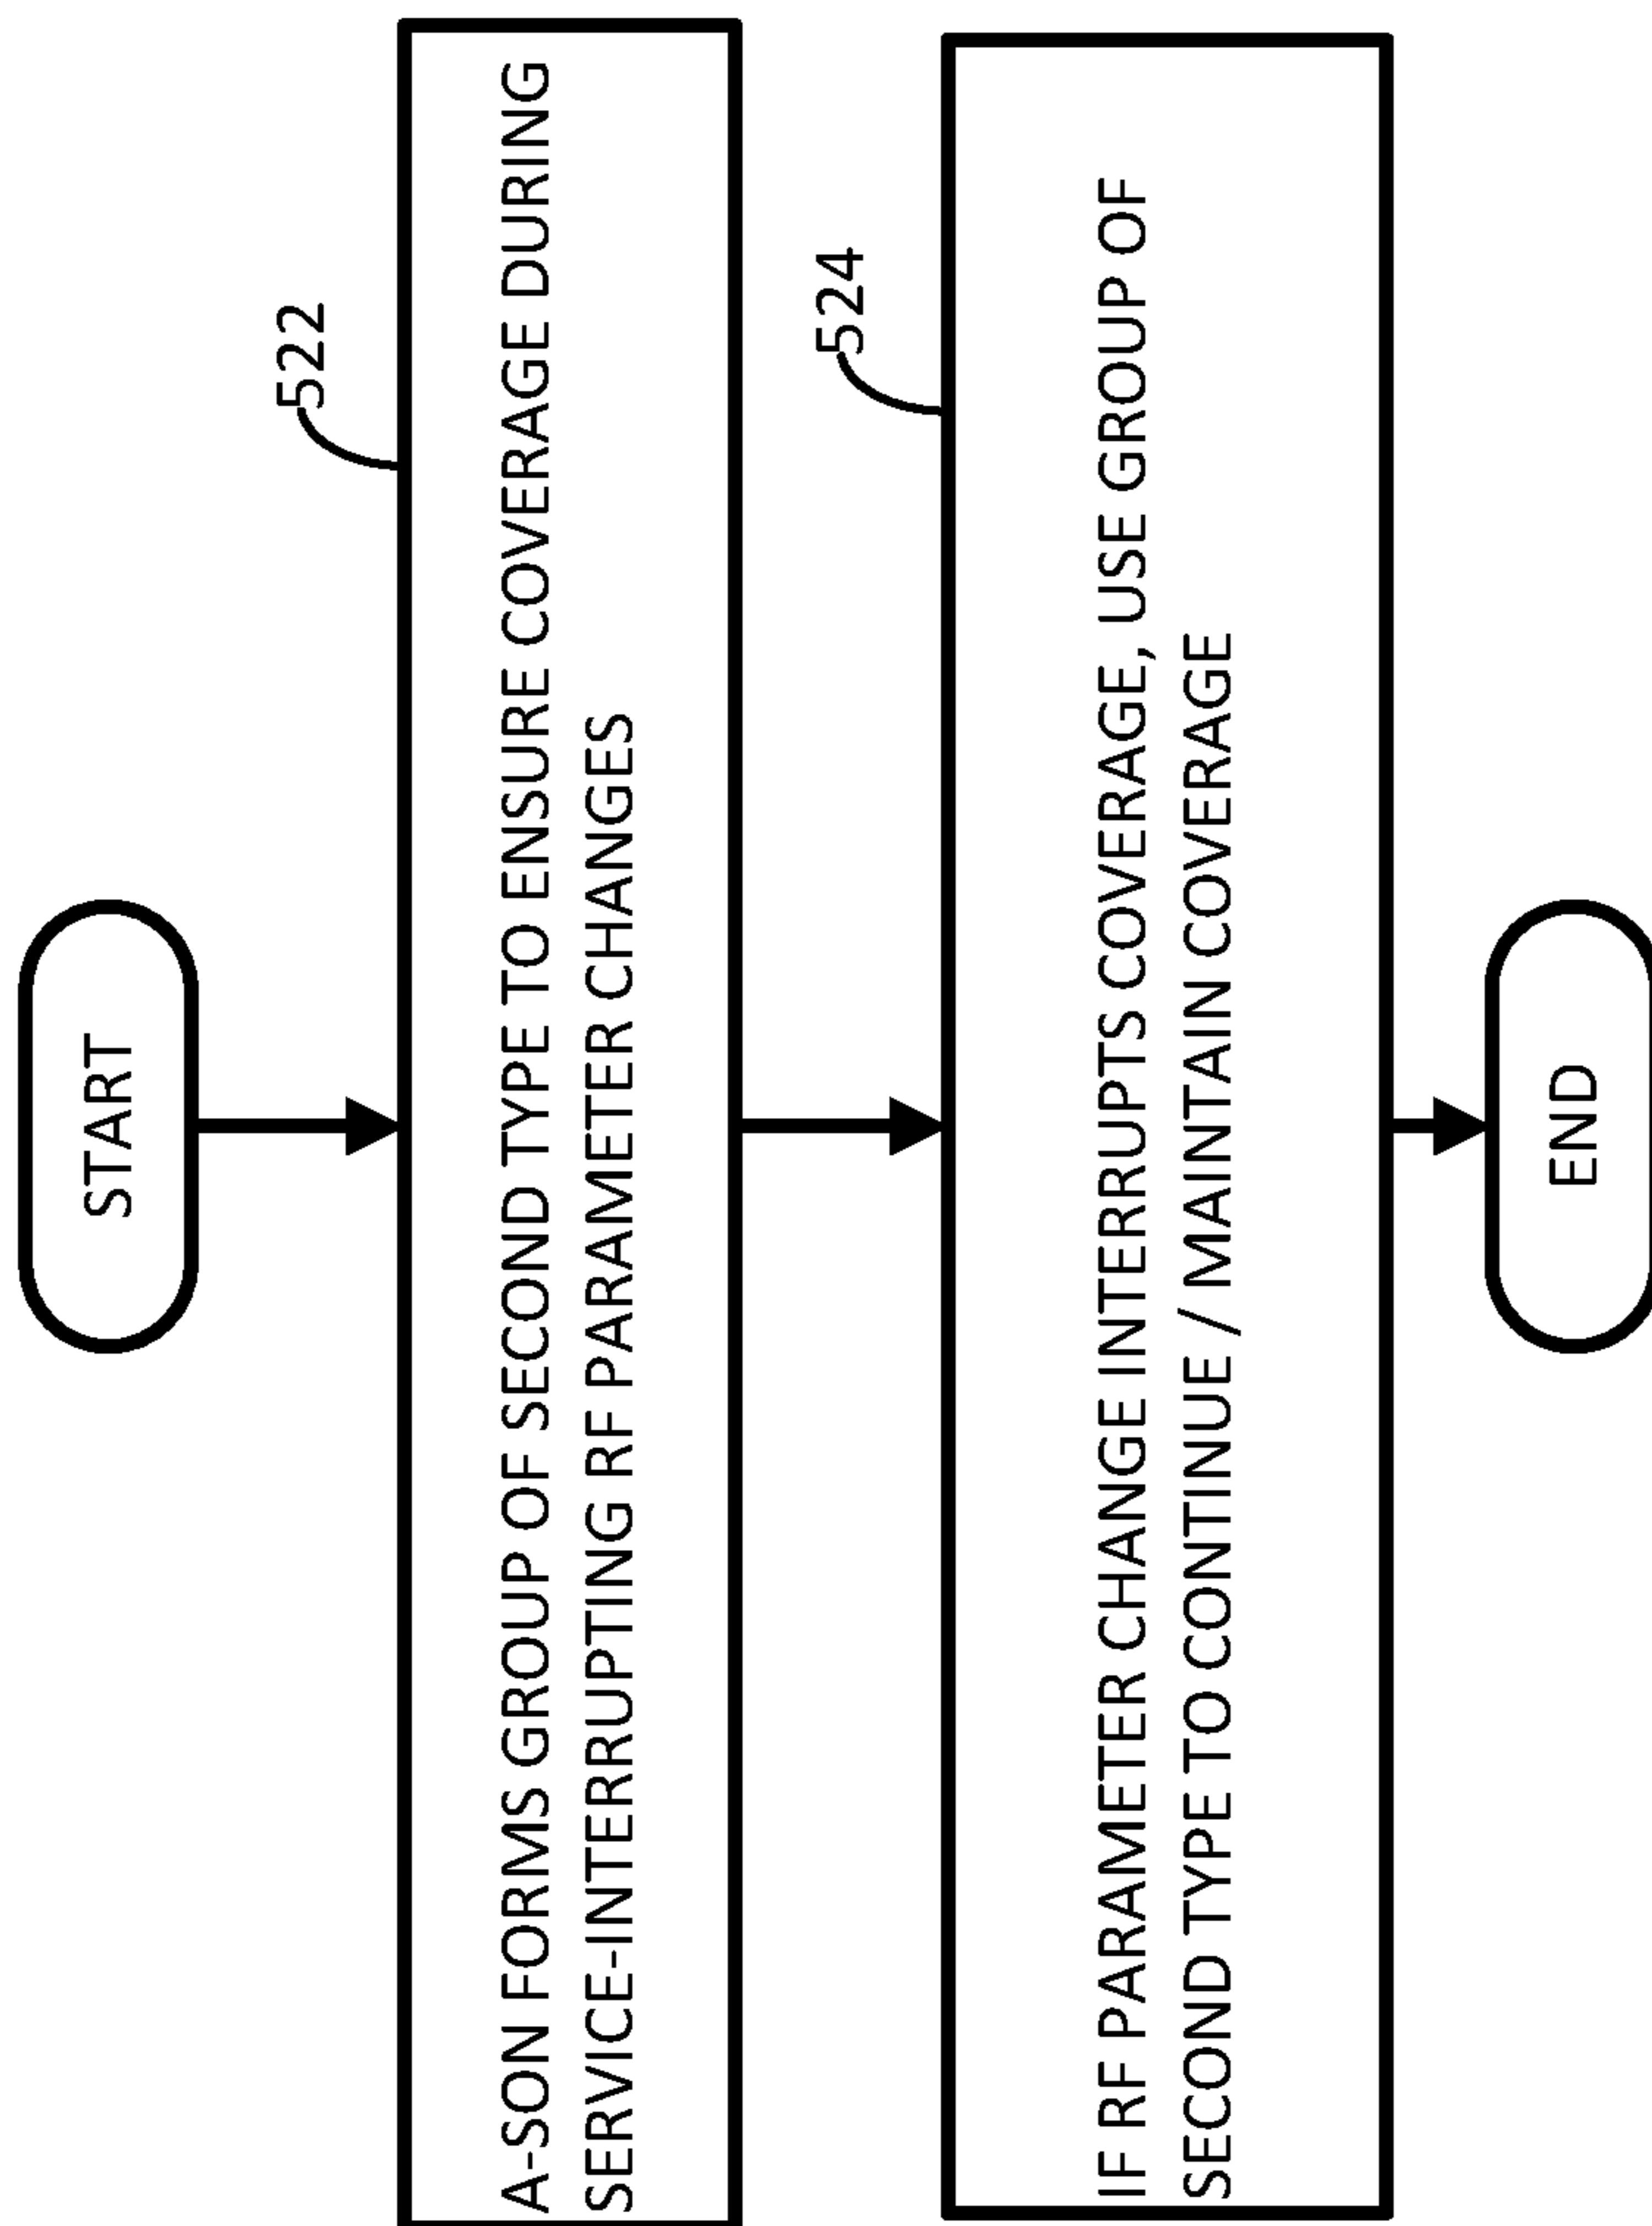 START
522
A-SON FORMS GROUP OF SECOND TYPE TO ENSURE COVERAGE DURING
SERVICE-INTERRUPTING RF PARAMETER CHANGES
524
IF RF PARAMETER CHANGE INTERRUPTS COVERAGE, USE GROUP OF
SECOND TYPE TO CONTINUE / MAINTAIN COVERAGE
END